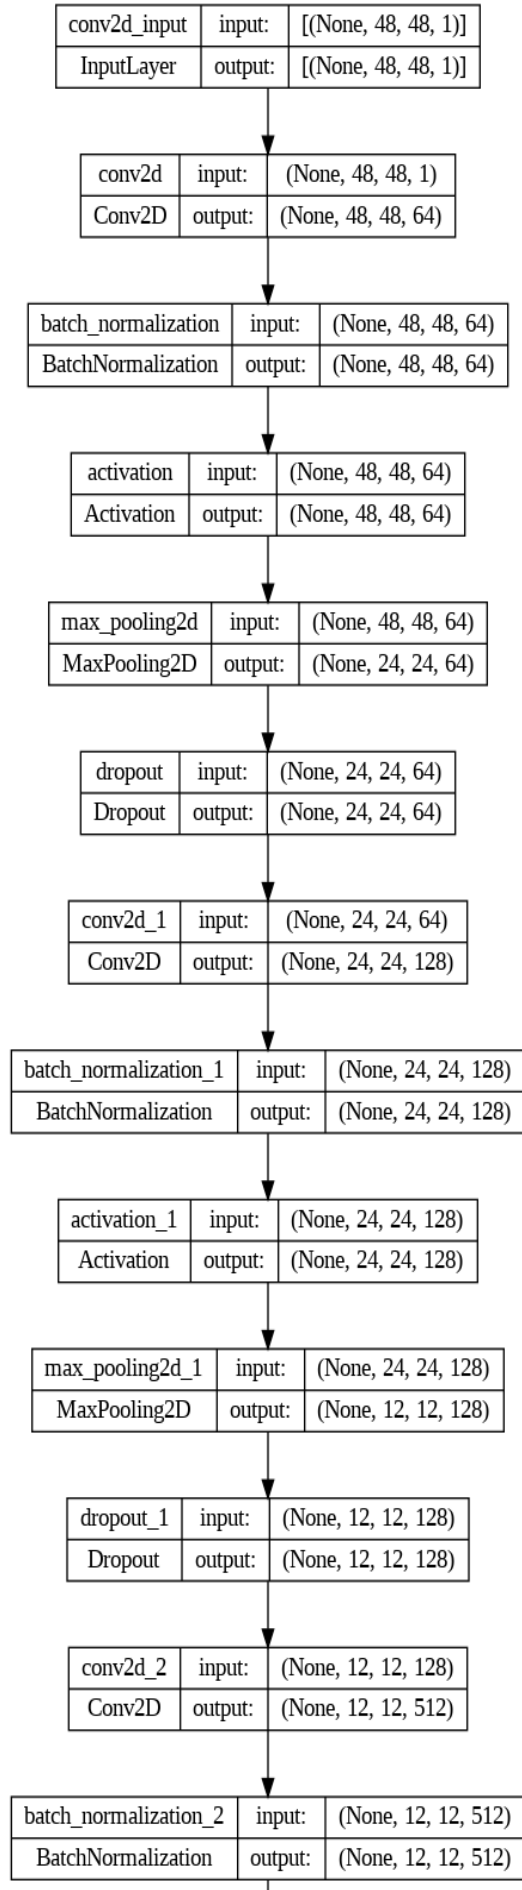 conv2d_input input: [(None, 48, 48, 1)]
InputLayer output: [(None, 48, 48, 1)]
conv2d input: (None, 48, 48, 1)
Conv2D output: (None, 48, 48, 64)
batch_normalization input: (None, 48, 48, 64)
BatchNormalization output: (None, 48, 48, 64)
activation input: (None, 48, 48, 64)
Activation output: (None, 48, 48, 64)
max_pooling2d input: (None, 48, 48, 64)
MaxPooling2D output: (None, 24, 24, 64)
dropout input: (None, 24, 24, 64)
Dropout output: (None, 24, 24, 64)
conv2d_1 input: (None, 24, 24, 64)
Conv2D output: (None, 24, 24, 128)
batch_normalization_1 input: (None, 24, 24, 128)
BatchNormalization output: (None, 24, 24, 128)
activation_1 input: (None, 24, 24, 128)
Activation output: (None, 24, 24, 128)
max_pooling2d_1 input: (None, 24, 24, 128)
MaxPooling2D output: (None, 12, 12, 128)
dropout_1 input: (None, 12, 12, 128)
Dropout output: (None, 12, 12, 128)
conv2d_2 input: (None, 12, 12, 128)
Conv2D output: (None, 12, 12, 512)
batch_normalization_2 input: (None, 12, 12, 512)
BatchNormalization output: (None, 12, 12, 512)